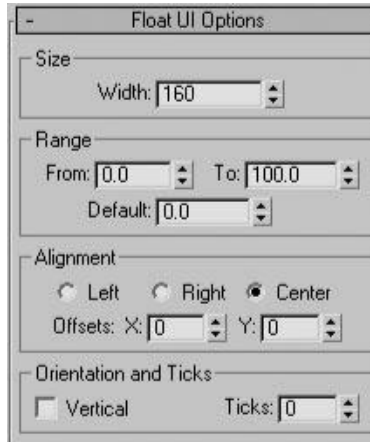 - Float UI Options
Size
Width: 160
Range
From: 0.0 To: 100.0
Default: 0.0
Alignment
Left Right Center
Offsets: X: 0 Y: 0
Orientation and Ticks
Vertical Ticks: 0